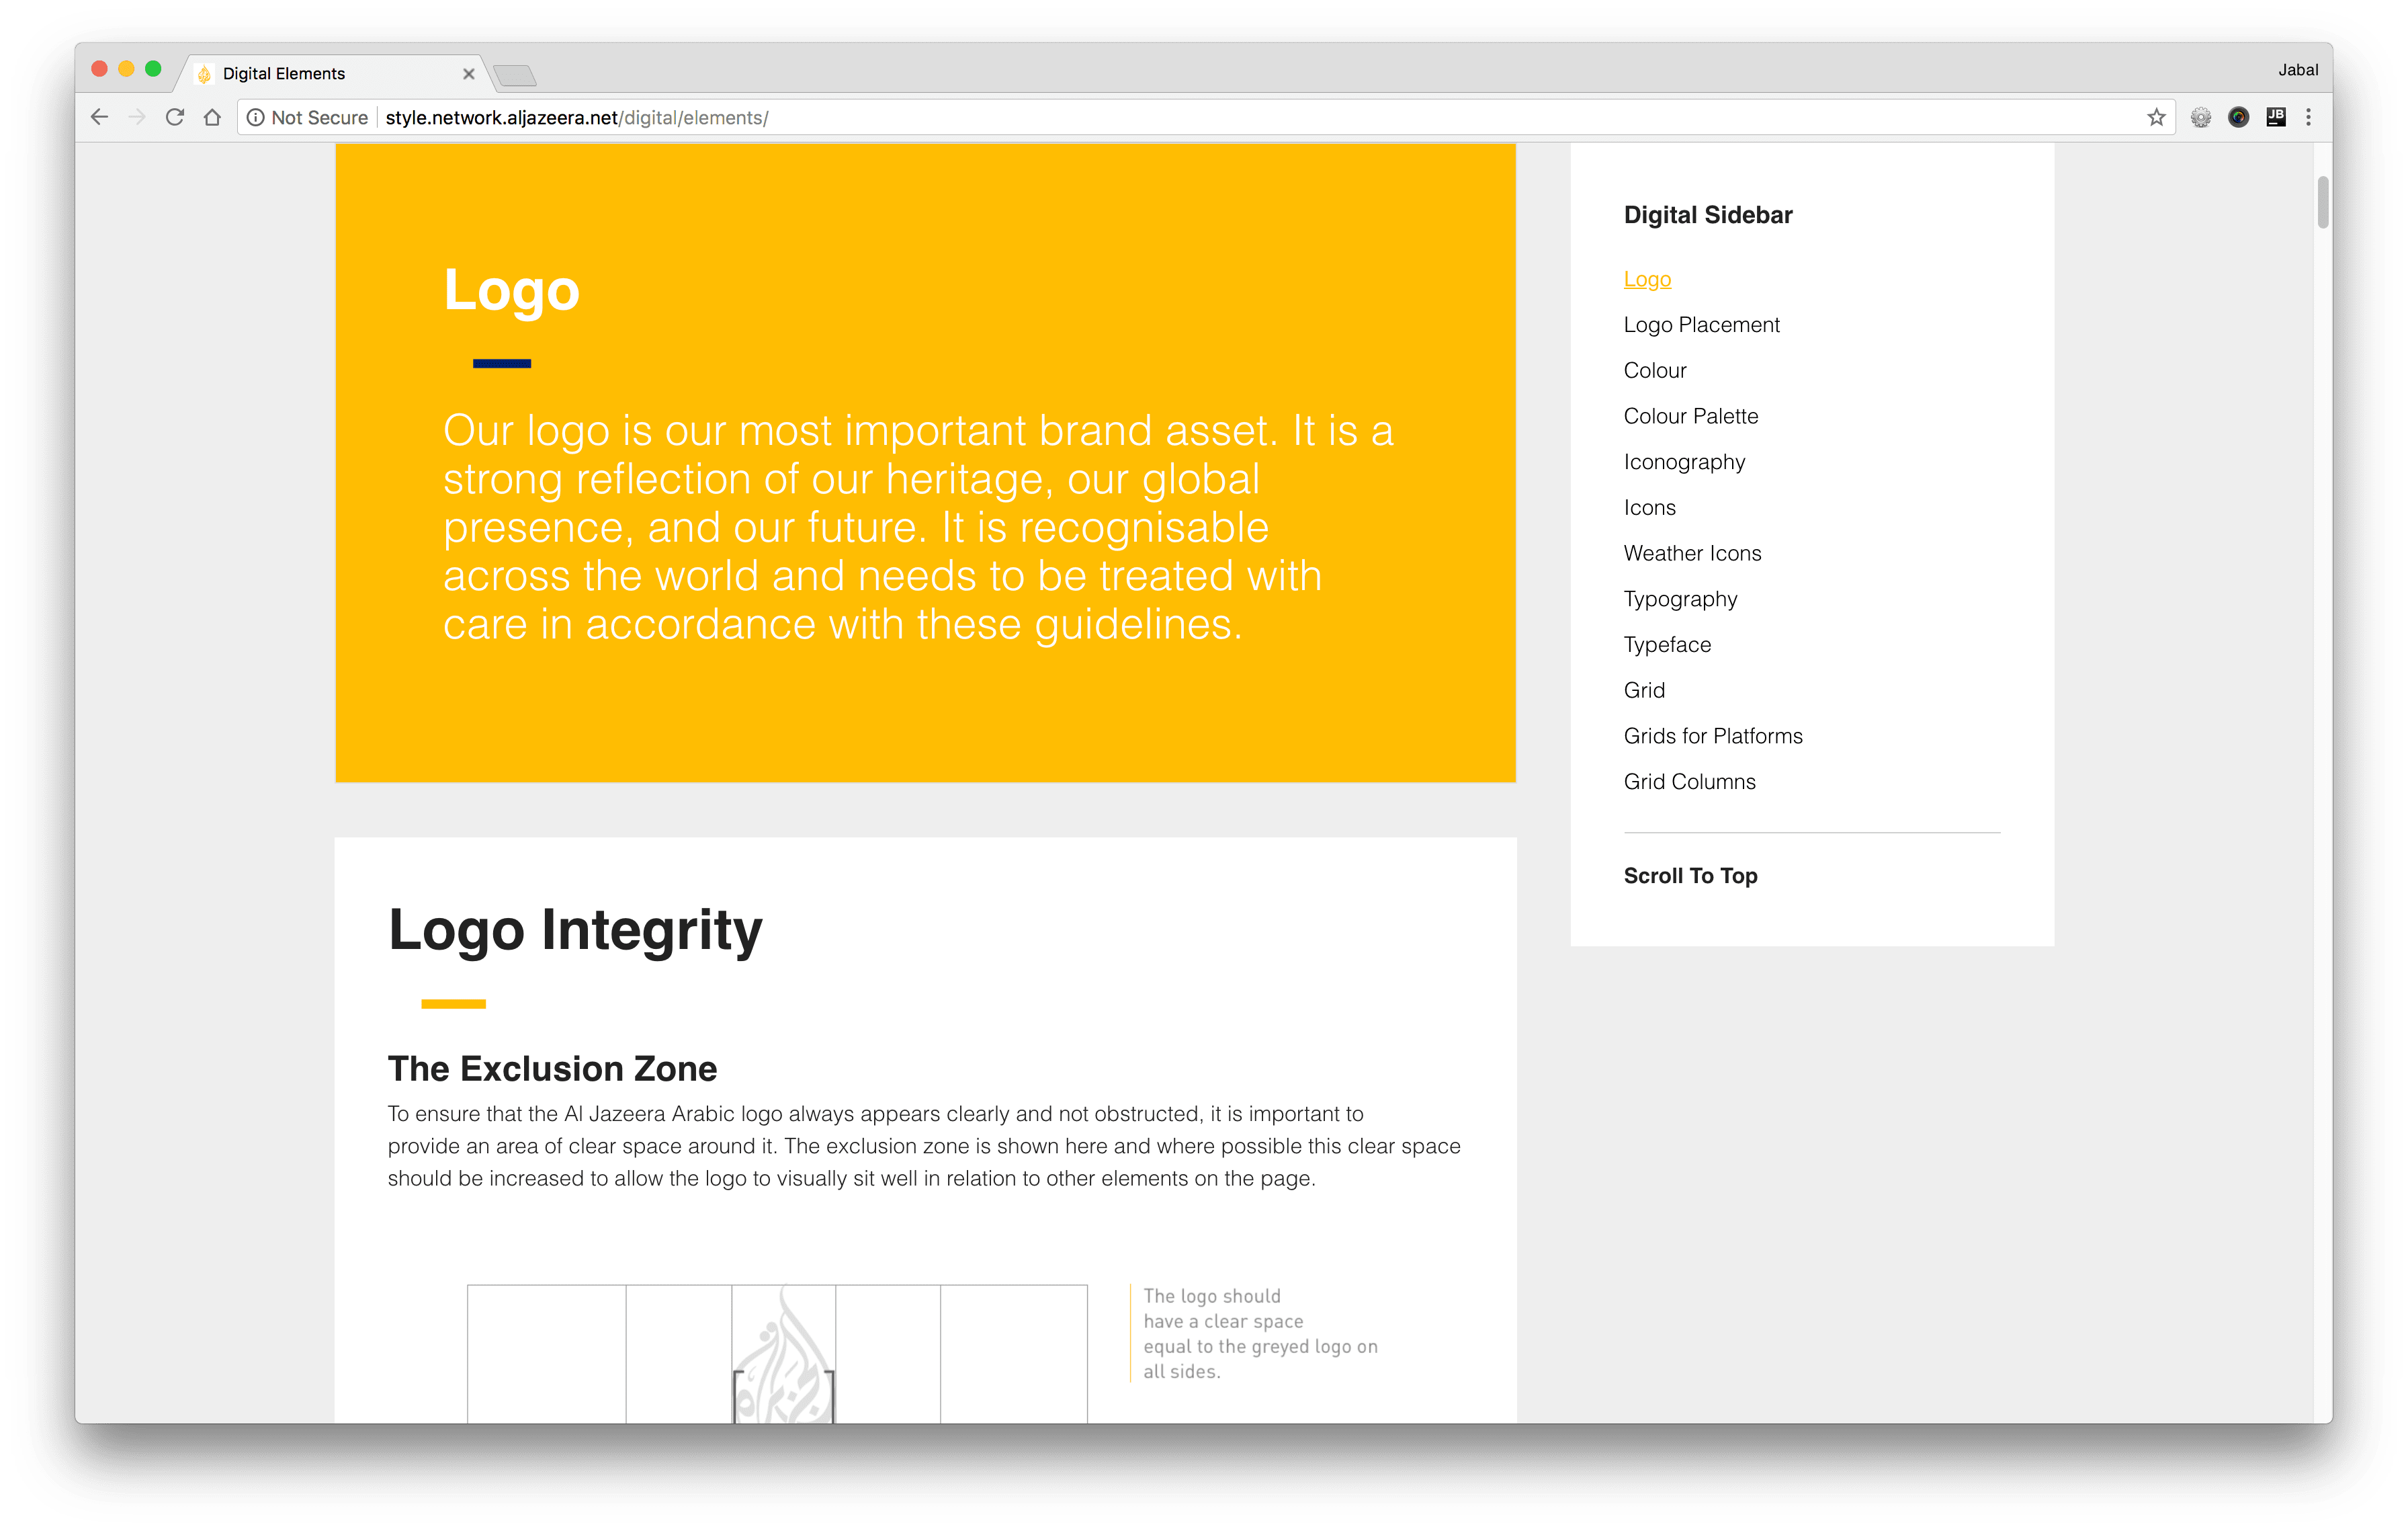 Digital Elements
Jabal
Not Secure
style.network.aljazeera.net/digital/elements/
JB
Logo
Our logo is our most important brand asset. It is a
strong reflection of our heritage, our global
presence, and our future. It is recognisable
across the world and needs to be treated with
care in accordance with these guidelines.
Digital Sidebar
Logo
Logo Placement
Colour
Colour Palette
Iconography
Icons
Weather Icons
Typography
Typeface
Grid
Grids for Platforms
Grid Columns
Scroll To Top
Logo Integrity
The Exclusion Zone
To ensure that the Al Jazeera Arabic logo always appears clearly and not obstructed, it is important to
provide an area of clear space around it. The exclusion zone is shown here and where possible this clear space
should be increased to allow the logo to visually sit well in relation to other elements on the page.
The logo should
have a clear space
equal to the greyed logo on
all sides.